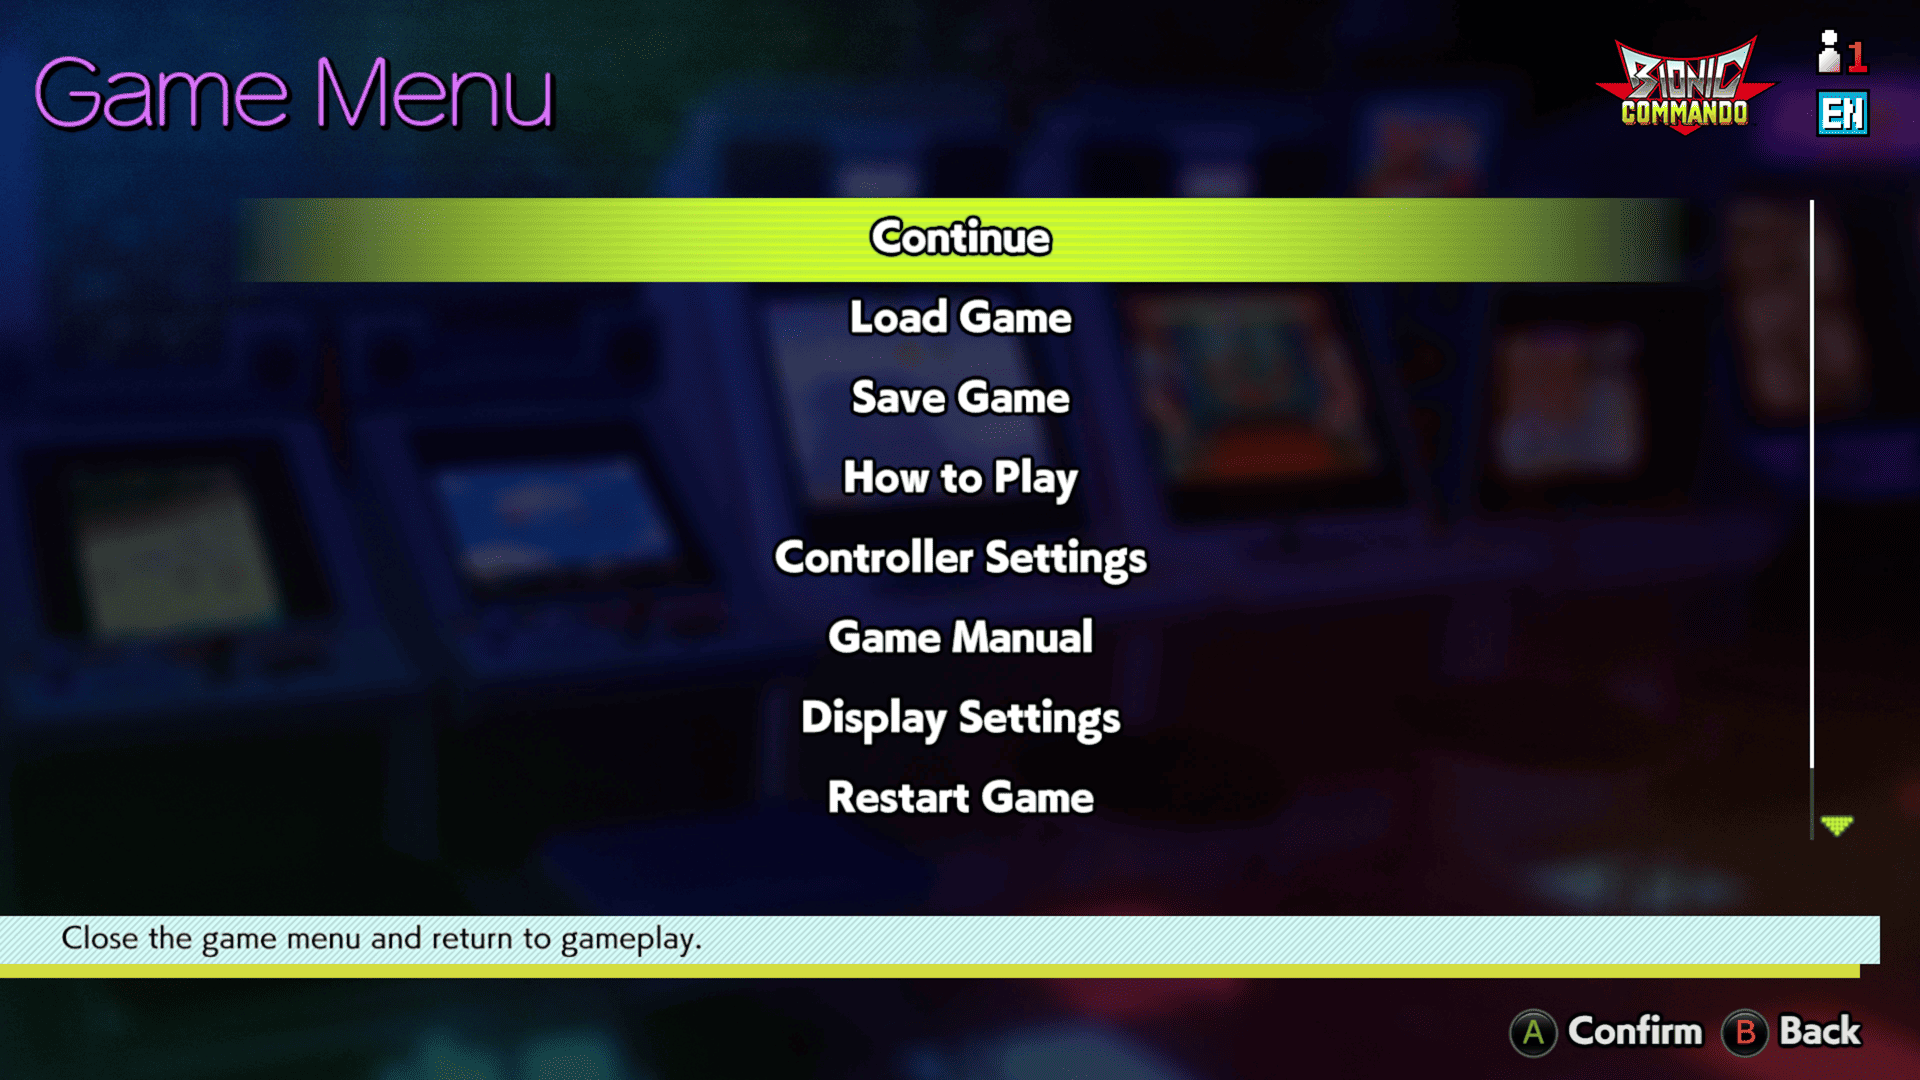 Game Menu
BIONIC
COMMANDO
1
EN
Continue
Load Game
Save Game
How to Play
Controller Settings
Game Manual
Display Settings
Restart Game
Close the game menu and return to gameplay.
A Confirm B Back